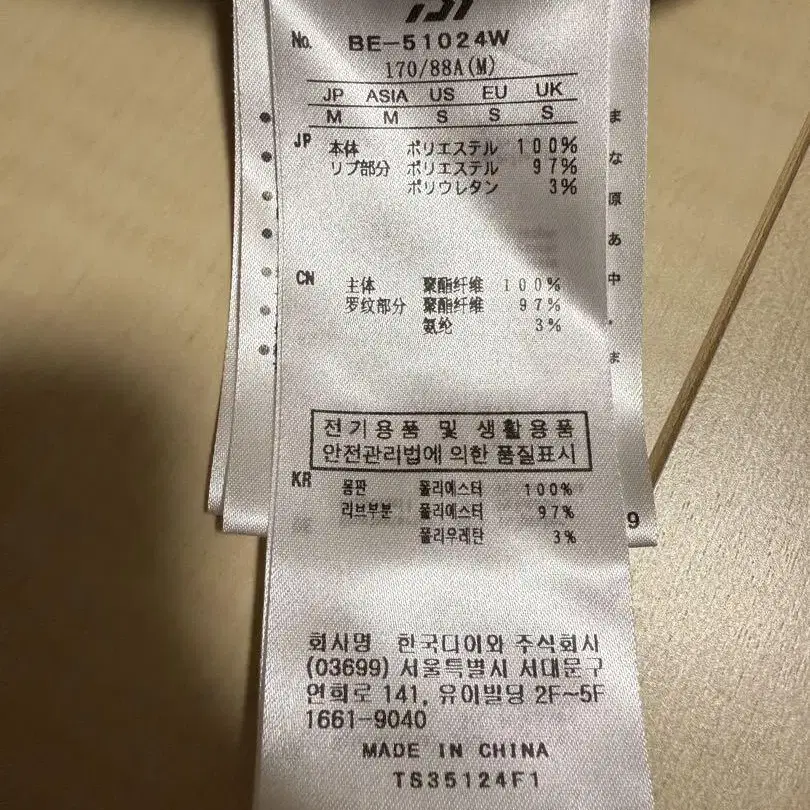 No. BE-51024W
170/88A(M)
JP ASIA US EU UK
M M S S S
JP 本体 ポリエステル 100%
リブ部分 ポリエステル 97%
ポリウレタン 3%
CN 主体 聚酯纤维 100%
罗纹部分 聚酯纤维 97%
氨纶 3%
전기용품 및 생활용품
안전관리법에 의한 품질표시
KR 몸판 폴리에스터 100%
리브부분 폴리에스터 97%
폴리우레탄 3%
회사명 한국다이와 주식회사
(03699) 서울특별시 서대문구
연희로 141, 유이빌딩 2F~5F
1661-9040
MADE IN CHINA
TS35124F1
ま
な
原
あ
中
ま
9